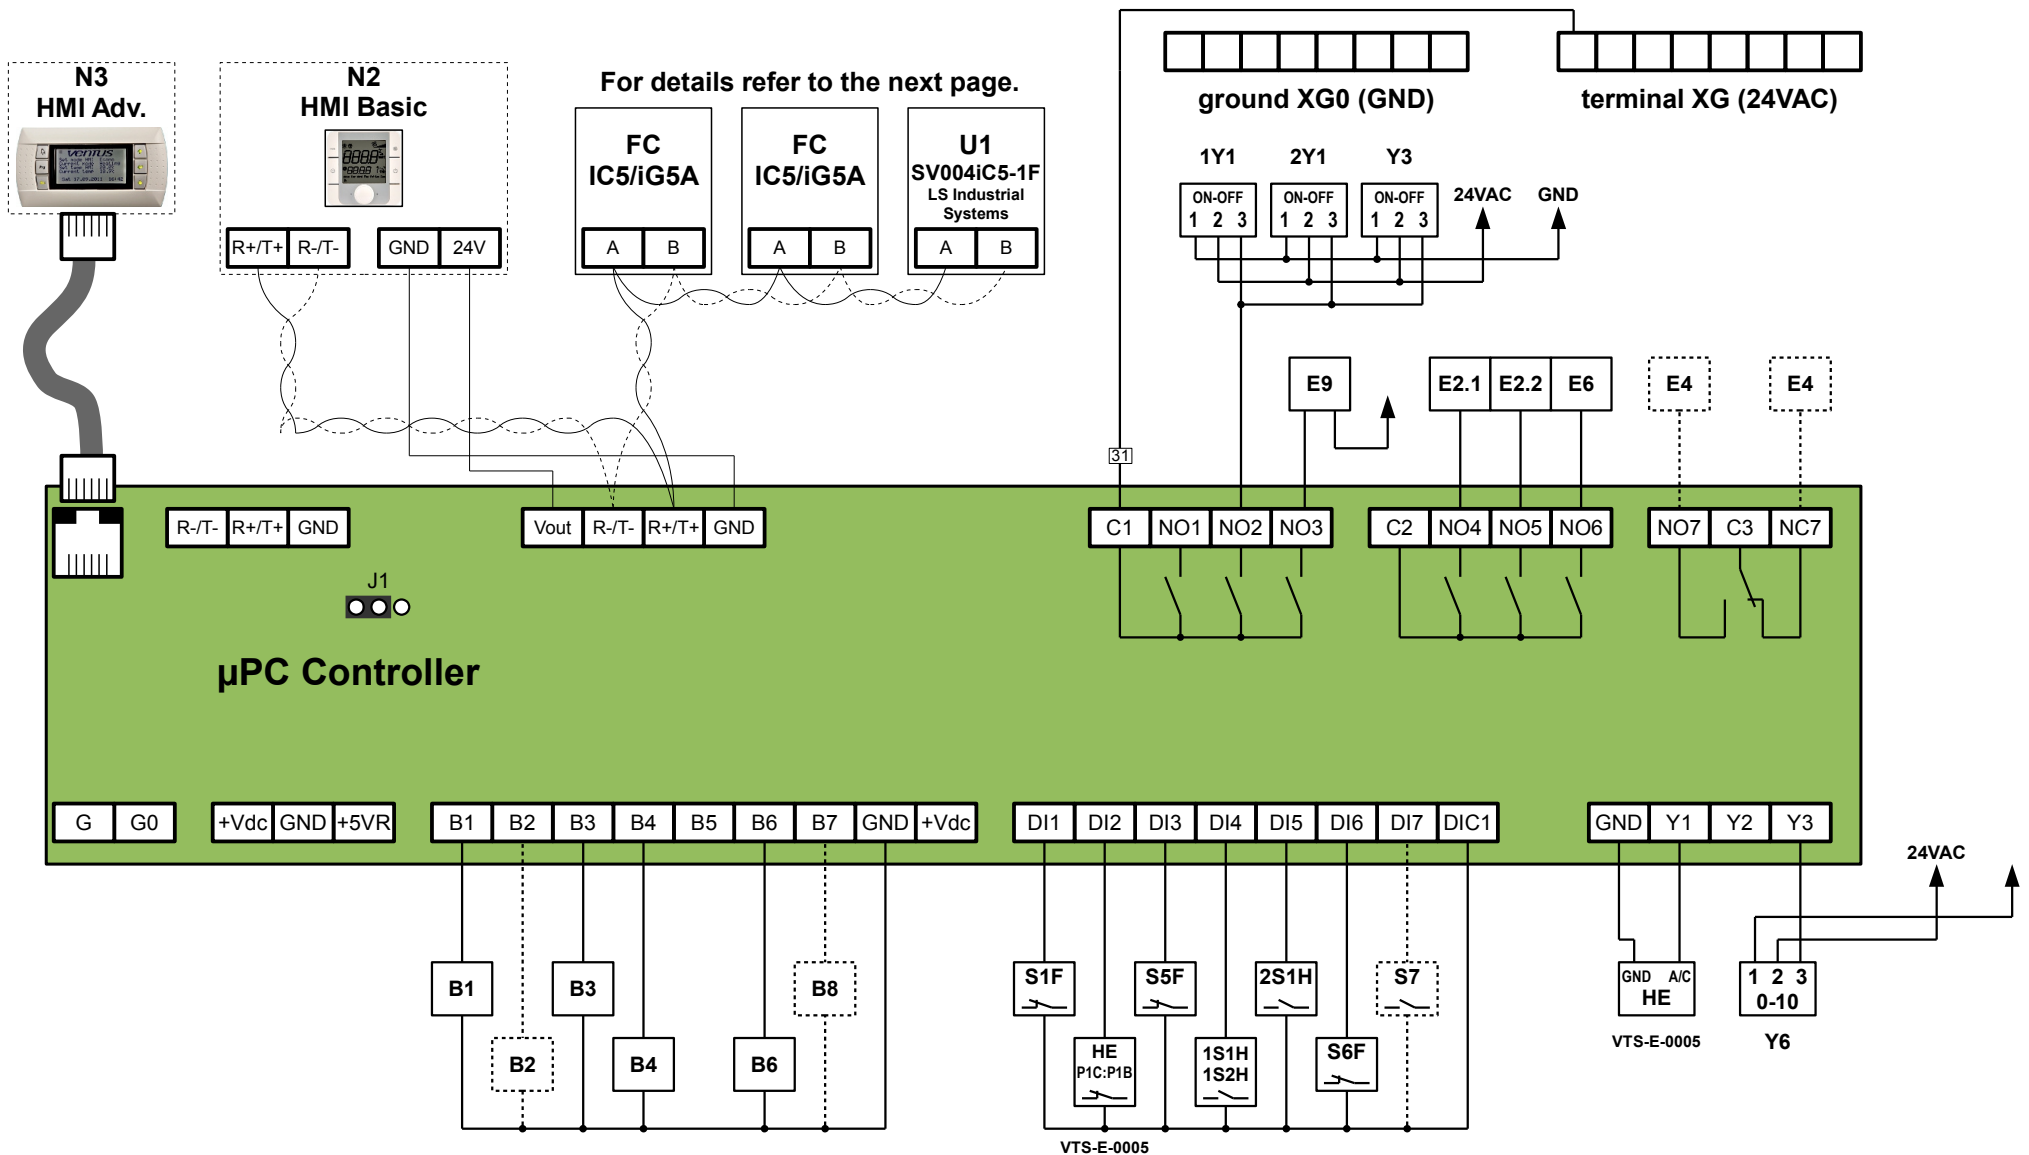 N3
HMI Adv.
VENTUS
N2
HMI Basic
R+/T+ R-/T- GND 24V
For details refer to the next page.
FC
IC5/iG5A
A B
FC
IC5/iG5A
A B
U1
SV004iC5-1F
LS Industrial
Systems
A B
ground XG0 (GND)
terminal XG (24VAC)
1Y1 2Y1 Y3
ON-OFF ON-OFF ON-OFF
1 2 3 1 2 3 1 2 3
24VAC GND
E9 E2.1 E2.2 E6 E4 E4
31
R-/T- R+/T+ GND
Vout R-/T- R+/T+ GND
C1 NO1 NO2 NO3
C2 NO4 NO5 NO6
NO7 C3 NC7
J1
µPC Controller
G G0
+Vdc GND +5VR
B1 B2 B3 B4 B5 B6 B7 GND +Vdc
DI1 DI2 DI3 DI4 DI5 DI6 DI7 DIC1
GND Y1 Y2 Y3
24VAC
B1 B3 B8
B2 B4 B6
S1F S5F 2S1H S7
HE
P1C:P1B
1S1H
1S2H
S6F
VTS-E-0005
GND A/C
HE
VTS-E-0005
1 2 3
0-10
Y6